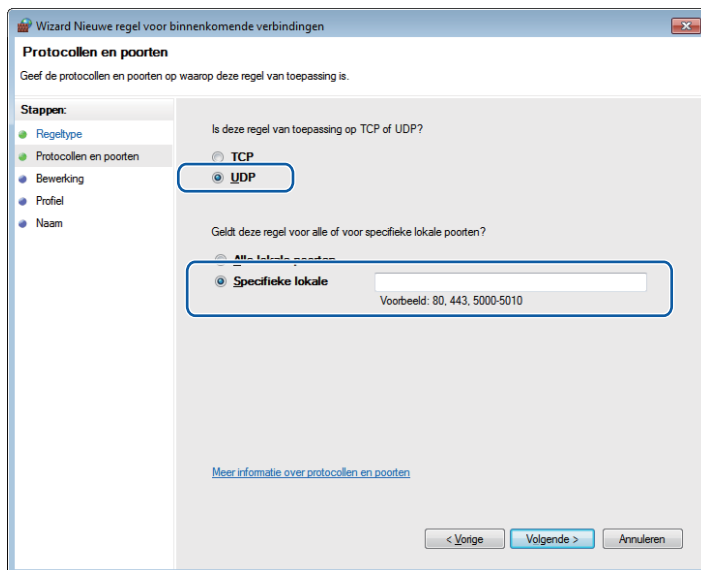 Wizard Nieuwe regel voor binnenkomende verbindingen
Protocollen en poorten
Geef de protocollen en poorten op waarop deze regel van toepassing is.
Stappen:
Regeltype
Protocollen en poorten
Bewerking
Profiel
Naam
Is deze regel van toepassing op TCP of UDP?
TCP
UDP
Geldt deze regel voor alle of voor specifieke lokale poorten?
Alle lokale poorten
Specifieke lokale
Voorbeeld: 80, 443, 5000-5010
Meer informatie over protocollen en poorten
< Vorige
Volgende >
Annuleren